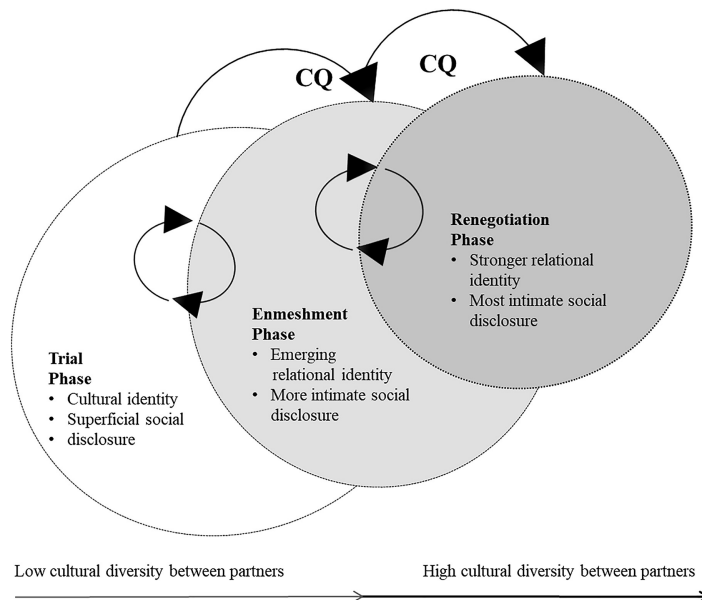 CQ
CQ
Renegotiation
Phase
• Stronger relational
identity
• Most intimate social
disclosure
Enmeshment
Phase
• Emerging
relational identity
• More intimate social
disclosure
Trial
Phase
• Cultural identity
• Superficial social
• disclosure
Low cultural diversity between partners
High cultural diversity between partners